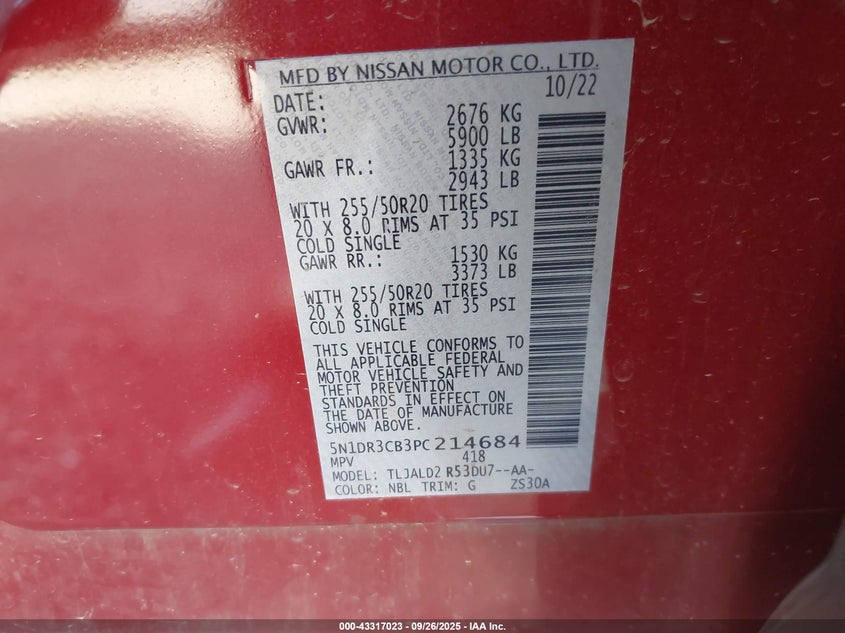 MFD BY NISSAN MOTOR CO., LTD.
DATE: 10/22
GVWR: 2676 KG
5900 LB
GAWR FR.: 1335 KG
2943 LB
WITH 255/50R20 TIRES
20 X 8.0 RIMS AT 35 PSI
COLD SINGLE
GAWR RR.: 1530 KG
3373 LB
WITH 255/50R20 TIRES
20 X 8.0 RIMS AT 35 PSI
COLD SINGLE
THIS VEHICLE CONFORMS TO
ALL APPLICABLE FEDERAL
MOTOR VEHICLE SAFETY AND
THEFT PREVENTION
STANDARDS IN EFFECT ON
THE DATE OF MANUFACTURE
SHOWN ABOVE.
5N1DR3CB3PC214684
MPV 418
MODEL: TLJALD2 R53DU7--AA-
COLOR: NBL TRIM: G ZS30A
000-43317023 - 09/26/2025 - IAA Inc.